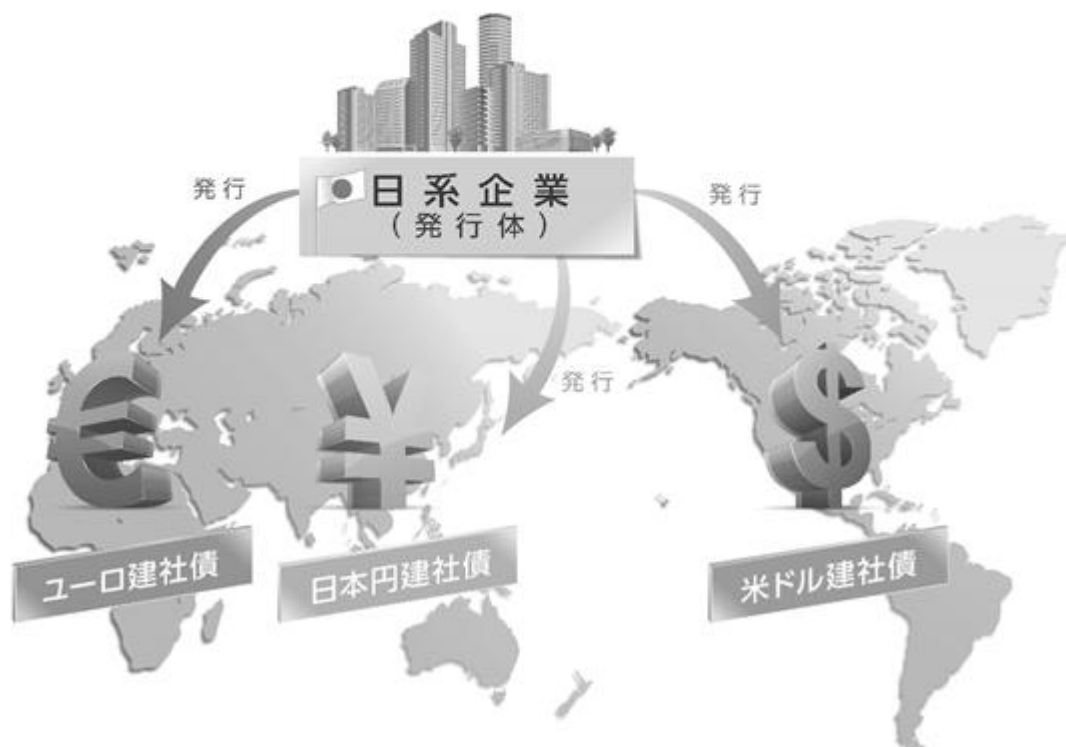 発行
日系企業
(発行体)
発行
発行
ユーロ建社債
日本円建社債
米ドル建社債